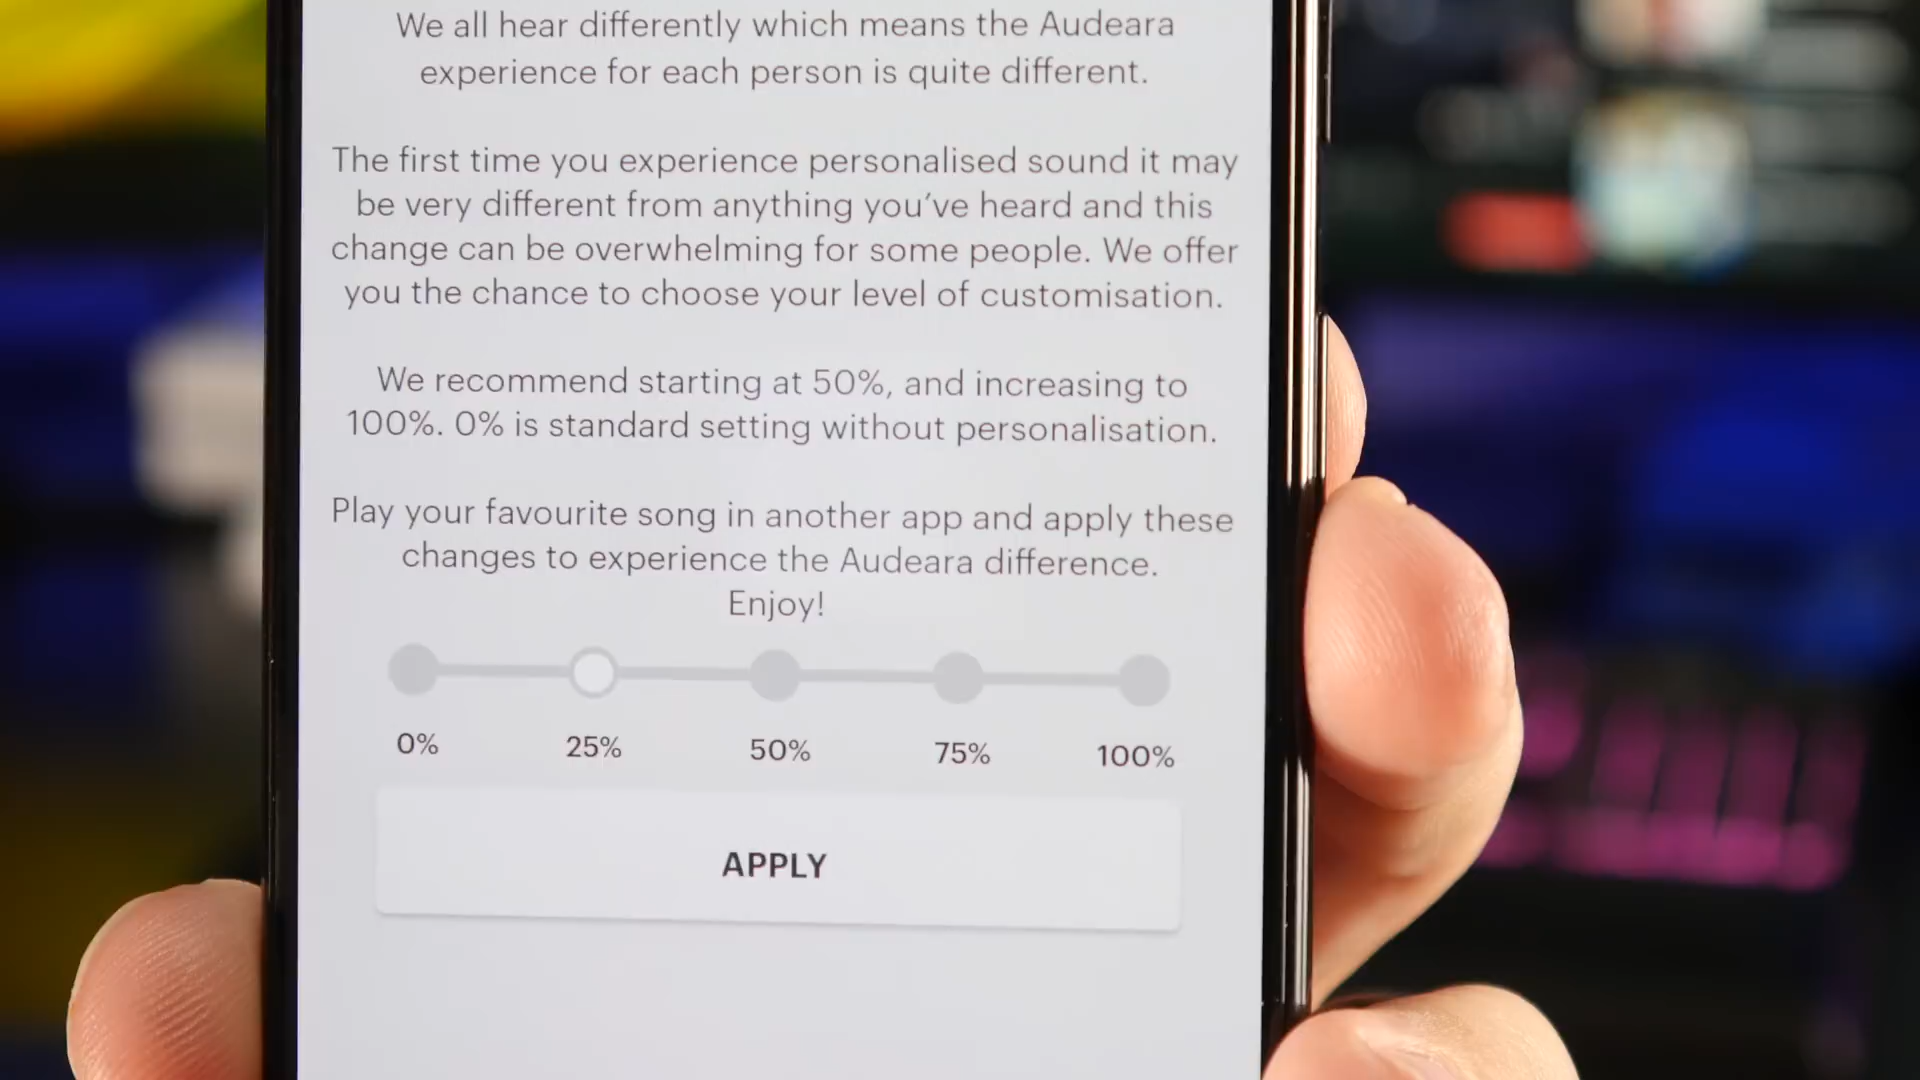 We all hear differently which means the Audeara
experience for each person is quite different.
The first time you experience personalised sound it may
be very different from anything you've heard and this
change can be overwhelming for some people. We offer
you the chance to choose your level of customisation.
We recommend starting at 50%, and increasing to
100%. 0% is standard setting without personalisation.
Play your favourite song in another app and apply these
changes to experience the Audeara difference.
Enjoy!
0% 25% 50% 75% 100%
APPLY